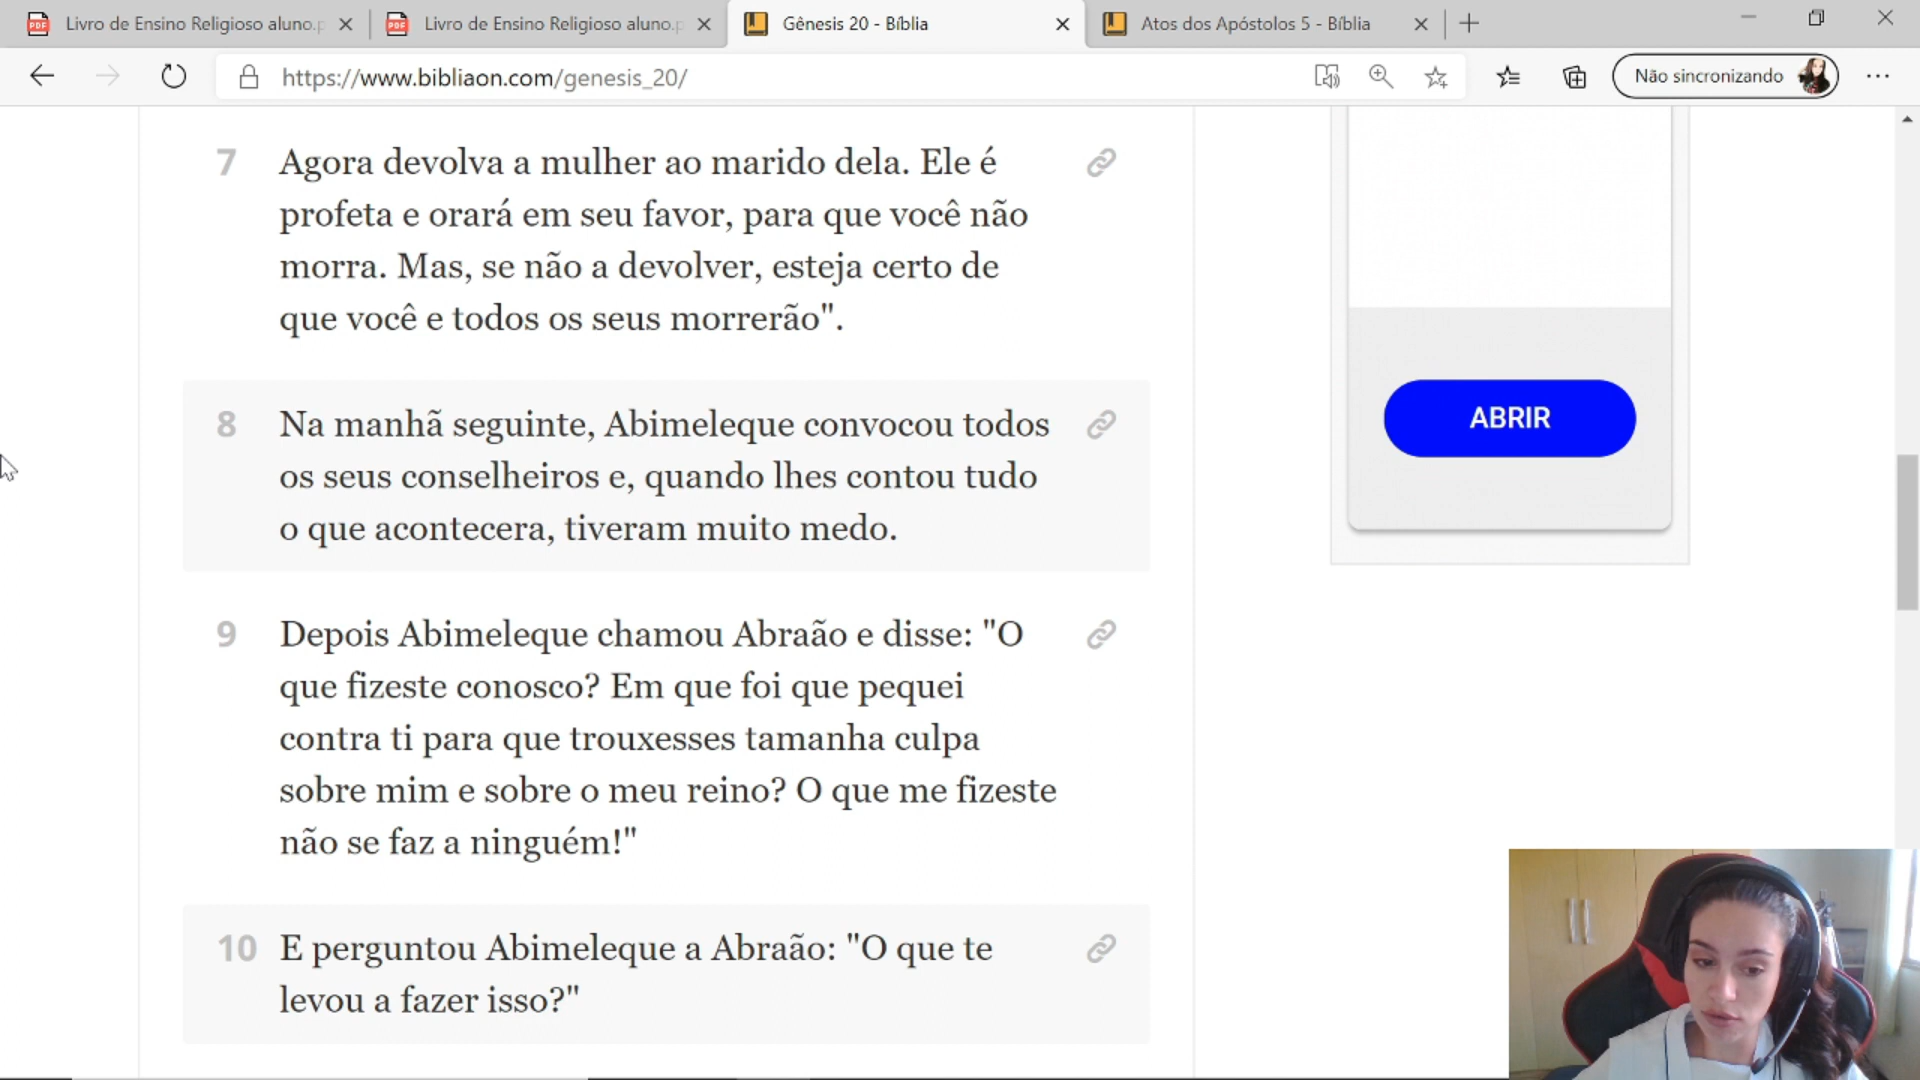 Livro de Ensino Religioso aluno.p
Livro de Ensino Religioso aluno.p
Gênesis 20 - Bíblia
Atos dos Apóstolos 5 - Bíblia
https://www.bibliaon.com/genesis_20/
Não sincronizando
7 Agora devolva a mulher ao marido dela. Ele é
profeta e orará em seu favor, para que você não
morra. Mas, se não a devolver, esteja certo de
que você e todos os seus morrerão".
8 Na manhã seguinte, Abimeleque convocou todos
os seus conselheiros e, quando lhes contou tudo
o que acontecera, tiveram muito medo.
9 Depois Abimeleque chamou Abraão e disse: "O
que fizeste conosco? Em que foi que pequei
contra ti para que trouxesses tamanha culpa
sobre mim e sobre o meu reino? O que me fizeste
não se faz a ninguém!"
10 E perguntou Abimeleque a Abraão: "O que te
levou a fazer isso?"
ABRIR